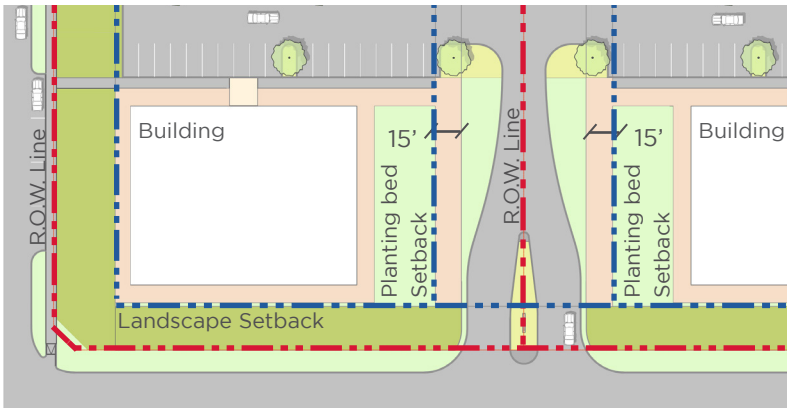 Building
R.O.W. Line
15'
Planting bed
Setback
R.O.W. Line
15'
Planting bed
Setback
Building
Landscape Setback